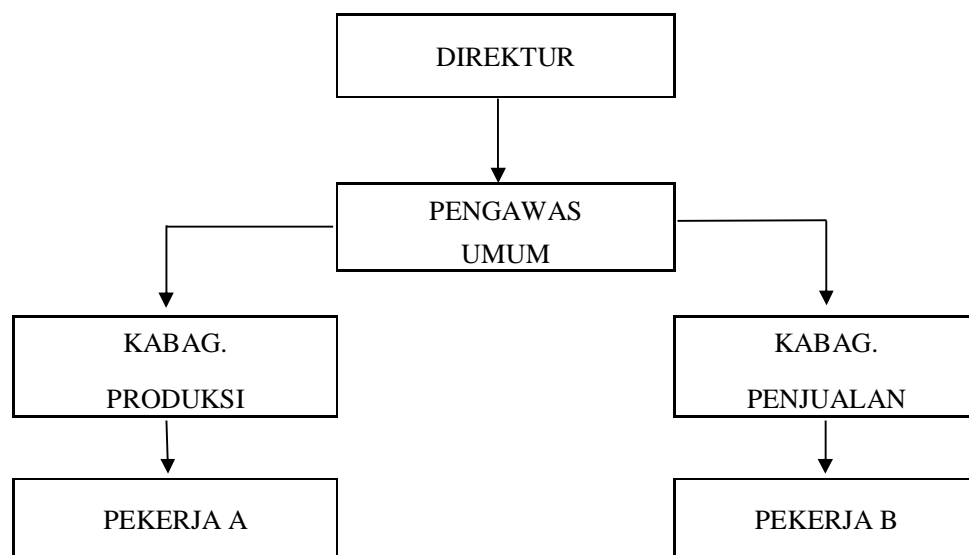 DIREKTUR
PENGAWAS
UMUM
KABAG.
PRODUKSI
KABAG.
PENJUALAN
PEKERJA A
PEKERJA B